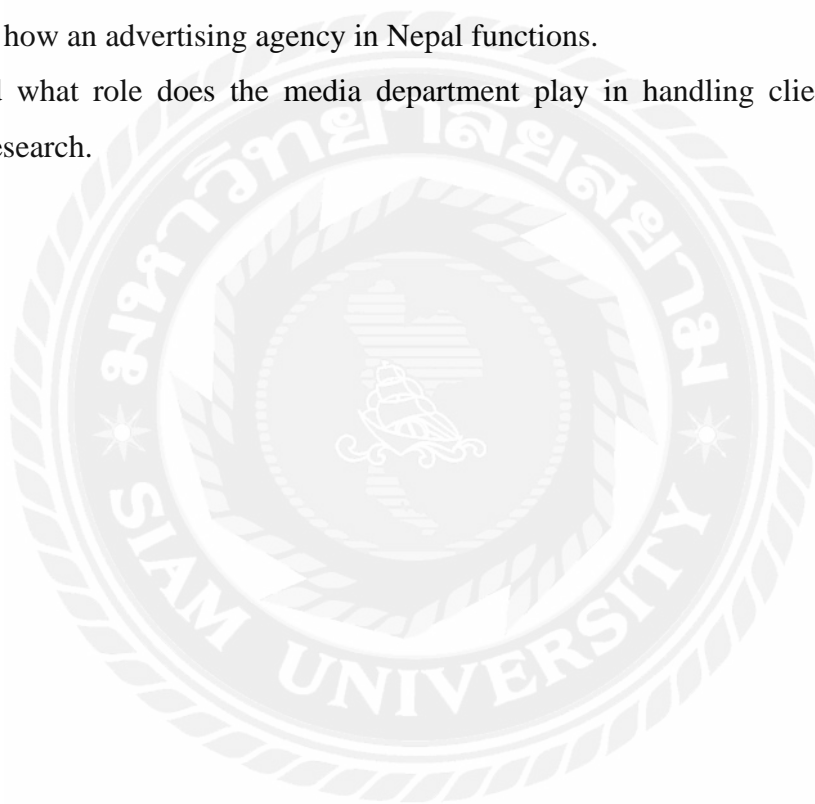 how an advertising agency in Nepal functions.
what role does the media department play in handling clie
esearch.
มหาวิทยาลัยสยาม
SIAM UNIVERSITY